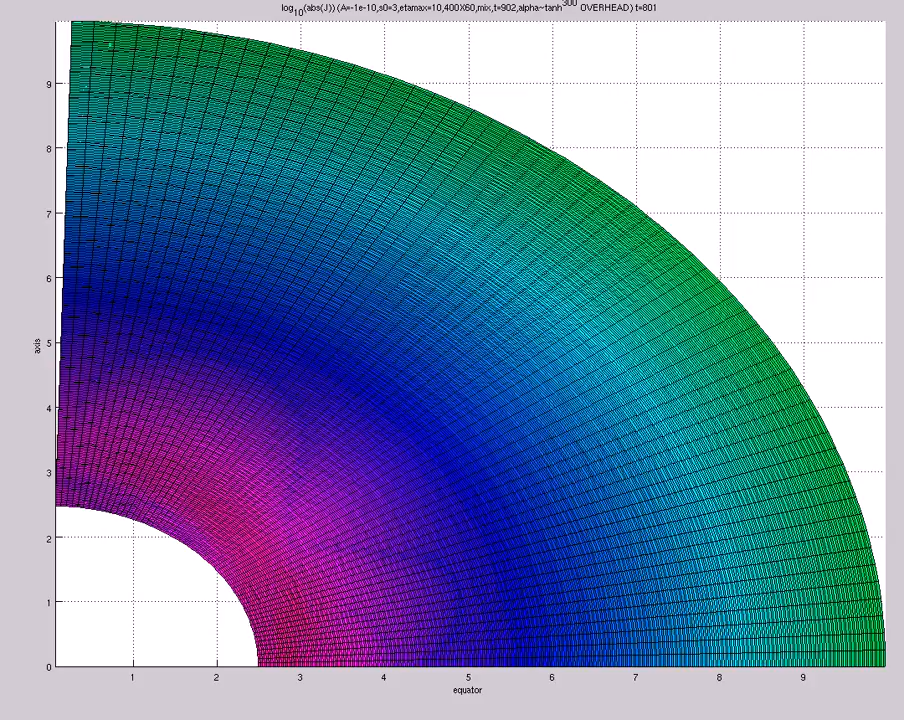 log10(abs(J)) (A=-1e-10,s0=3,etamax=10,400X60,mix,t=902,alpha~tanh300 OVERHEAD) t=801
9
8
7
6
5
4
3
2
1
0
axis
1 2 3 4 5 6 7 8 9
equator